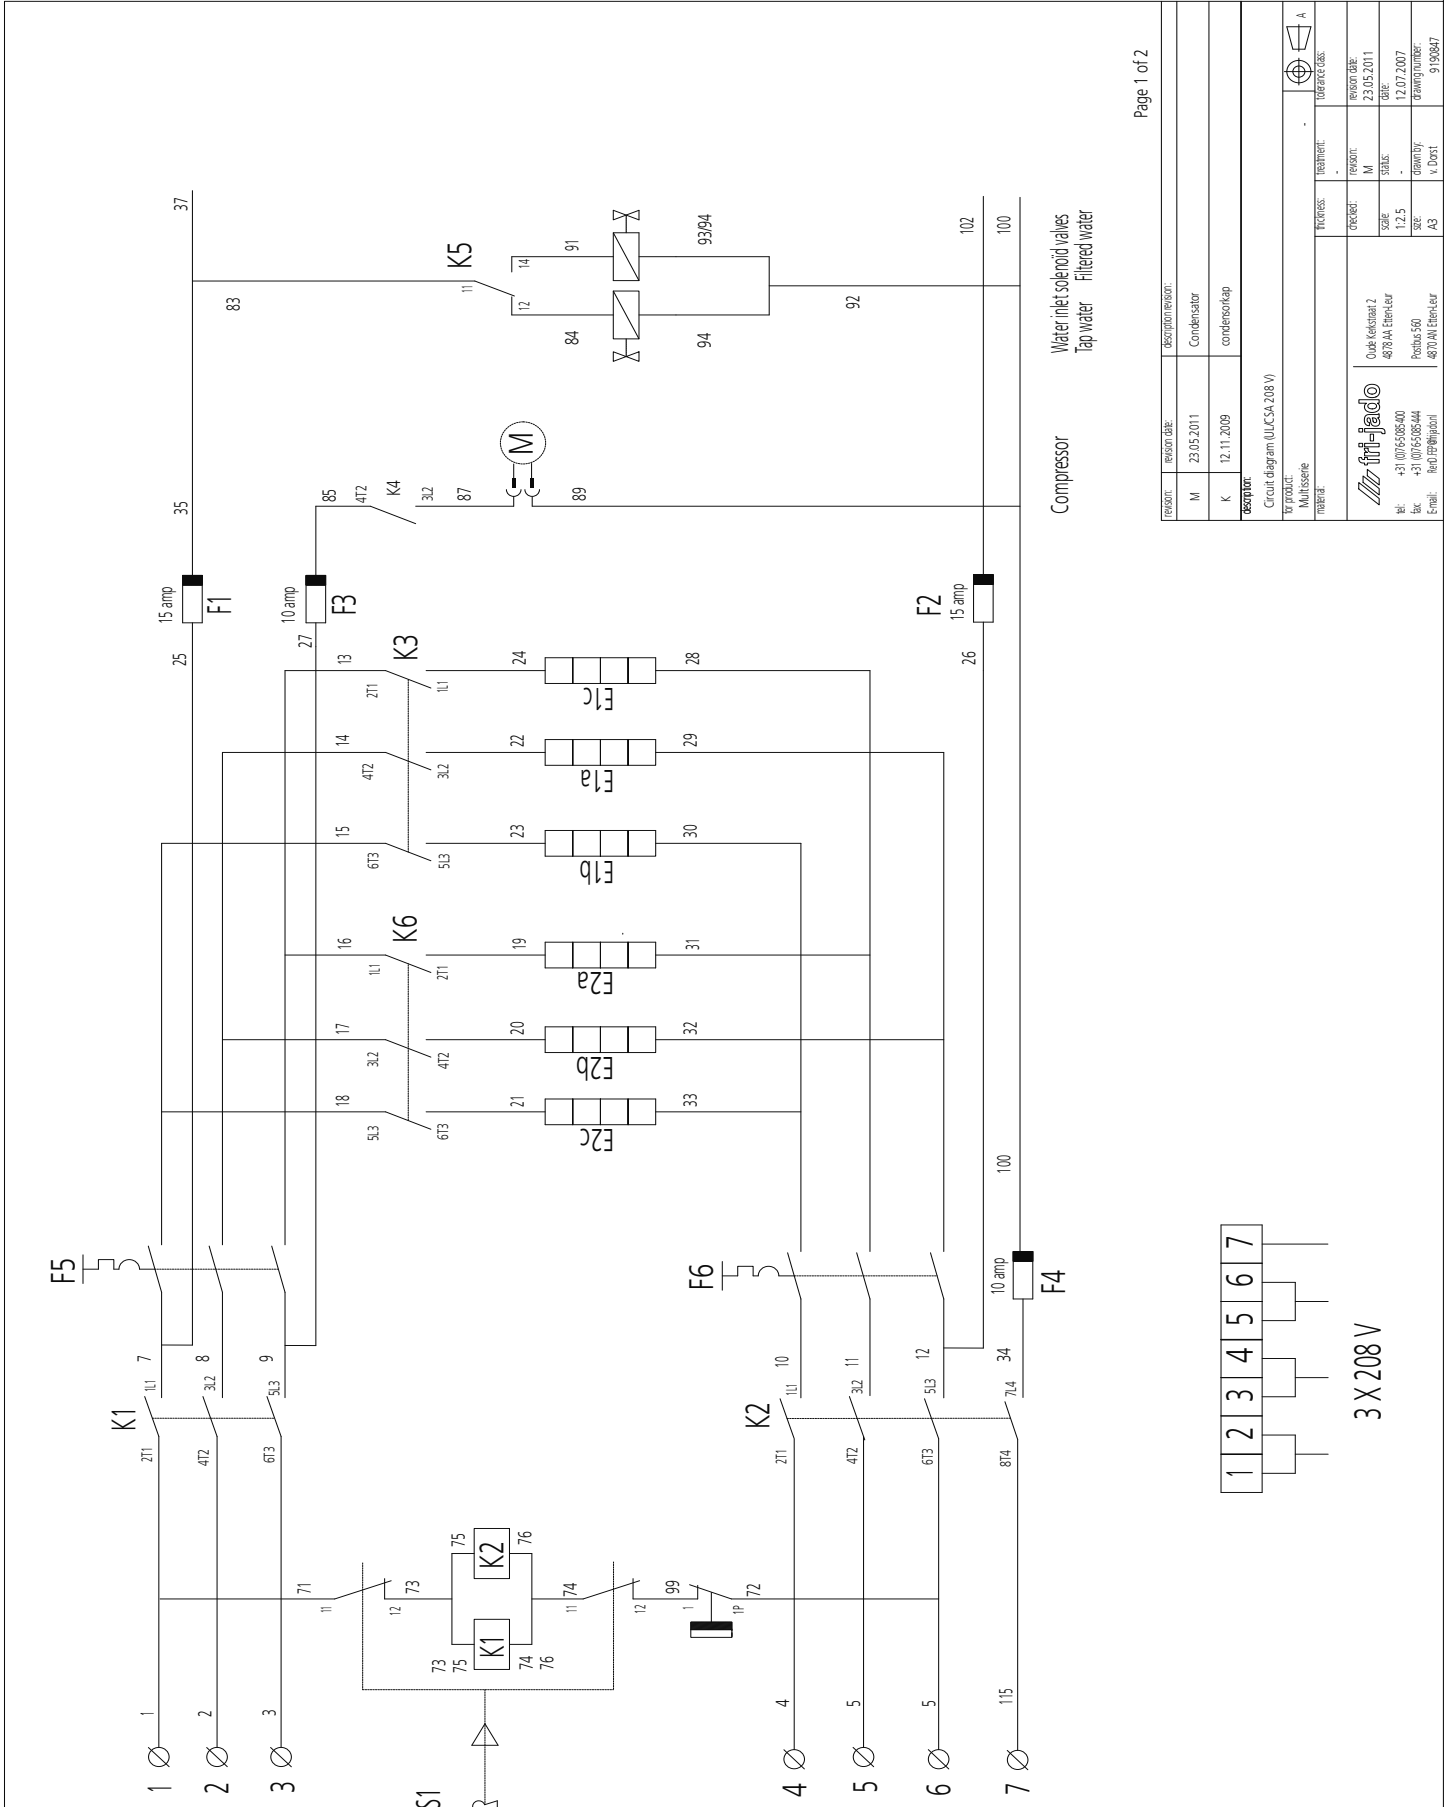 Page 1 of 2
37
83
K5
11
12
14
91
84
93/94
94
92
102
100
Water inlet solenoid valves
Tap water Filtered water
35
85
4T2
K4
3L2
87
M
89
Compressor
15 amp
F1
10 amp
F3
F2
15 amp
25
27
26
13
2T1
K3
1L1
24
E1c
28
14
4T2
3L2
22
E1a
29
15
6T3
5L3
23
E1b
30
16
1L1
K6
2T1
19
E2a
31
17
3L2
4T2
20
E2b
32
18
5L3
6T3
21
E2c
33
100
F5
F6
10 amp
F4
7
8
9
10
11
12
34
K1
1L1
3L2
5L3
2T1
4T2
6T3
K2
1L1
3L2
5L3
7L4
2T1
4T2
6T3
8T4
71
11
12
73
75
K2
76
73
75
K1
74
76
74
11
12
99
1
1P
72
1
2
3
4
5
5
115
1
2
3
S1
4
5
6
7
1 2 3 4 5 6 7
3 X 208 V
revision: revision date: description revision:
M 23.05.2011 Condensator
K 12.11.2009 condensorkap
description:
Circuit diagram (UL/CSA 208 V)
for product:
Multisserie -
A
material: thickness: treatment: tolerance class:
-
fri-jado
Oude Kerkstraat 2
4878 AA Etten-Leur
Postbus 560
4870 AN Etten-Leur
tel: +31 (0)76-5085400
fax: +31 (0)76-5085444
E-mail:
checked: revision: revision date:
M 23.05.2011
scale: status: date:
1:2.5 - 12.07.2007
size: drawn by: drawing number:
A3 v. Dorst 9190847